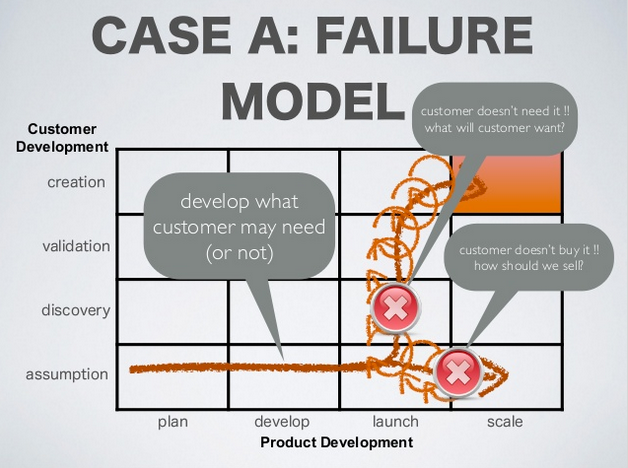 CASE A: FAILURE
MODEL
customer doesn't need it !!
what will customer want?
Customer
Development
creation
develop what
customer may need
(or not)
validation
customer doesn't buy it !!
how should we sell?
discovery
assumption
plan
develop
launch
scale
Product Development